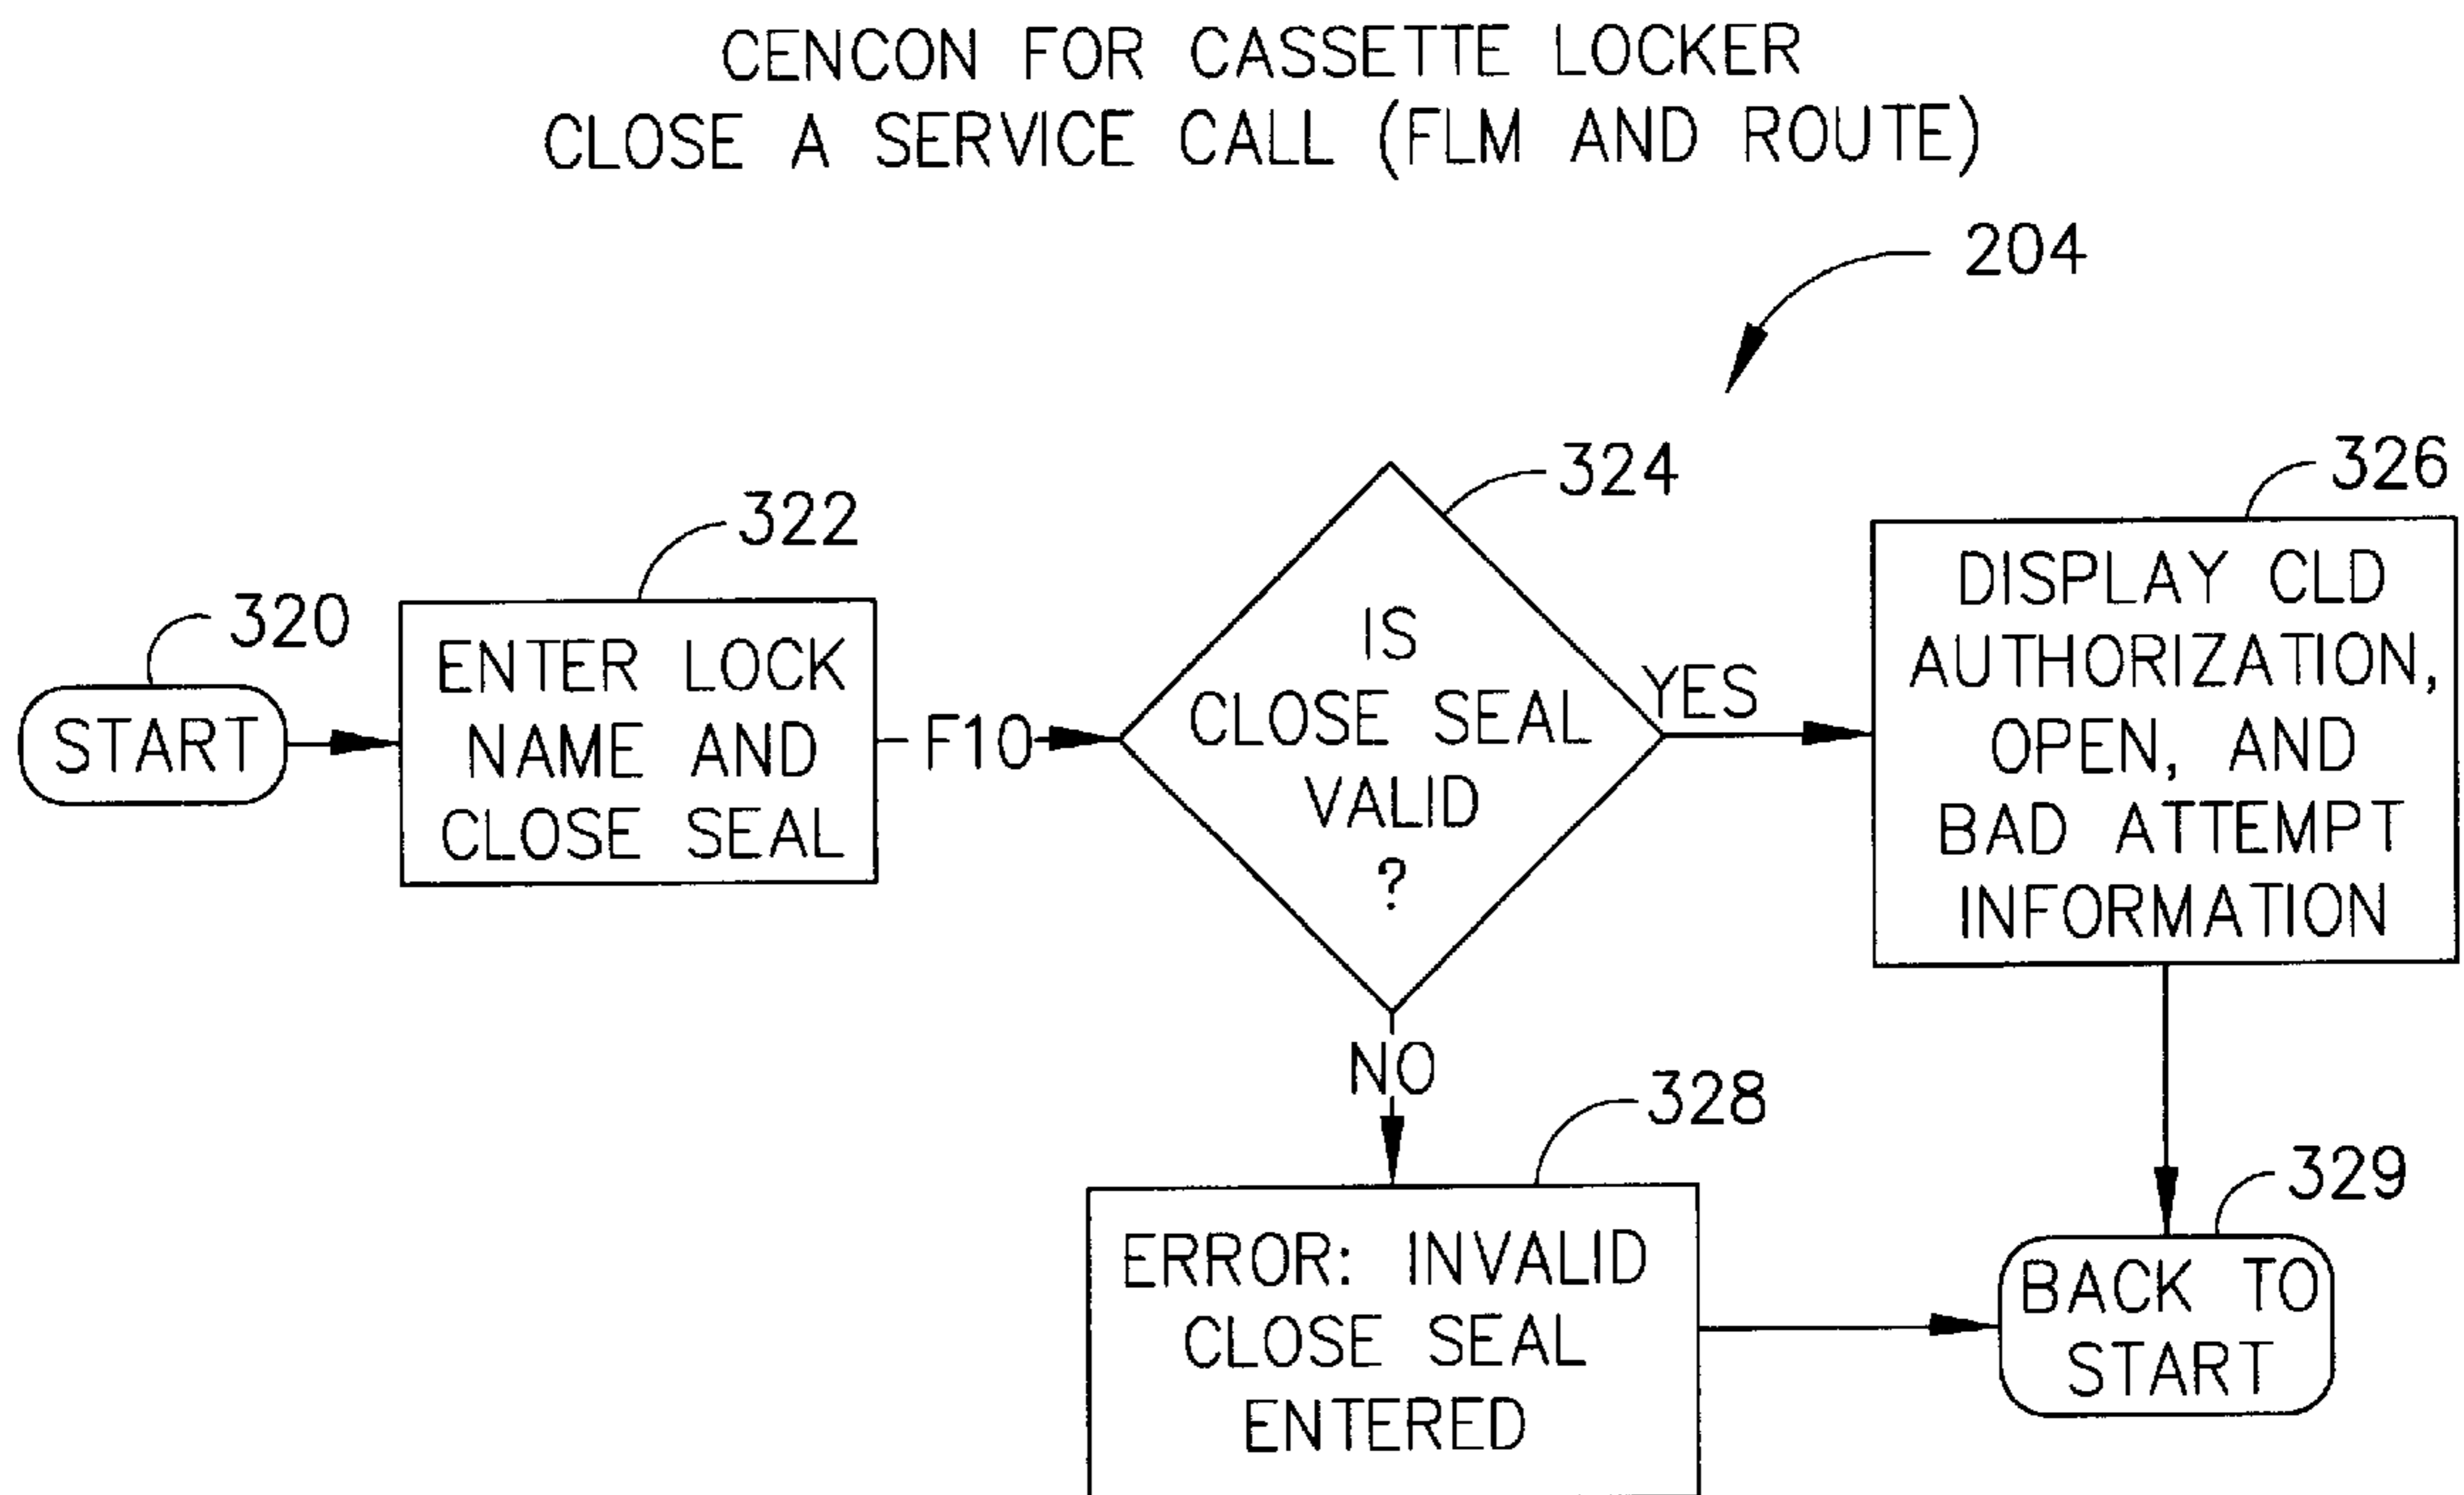 CENCON FOR CASSETTE LOCKER
CLOSE A SERVICE CALL (FLM AND ROUTE)
204
320
START
322
ENTER LOCK
NAME AND
CLOSE SEAL
F10
324
IS
CLOSE SEAL
VALID
?
YES
326
DISPLAY CLD
AUTHORIZATION,
OPEN, AND
BAD ATTEMPT
INFORMATION
NO
328
ERROR: INVALID
CLOSE SEAL
ENTERED
329
BACK TO
START